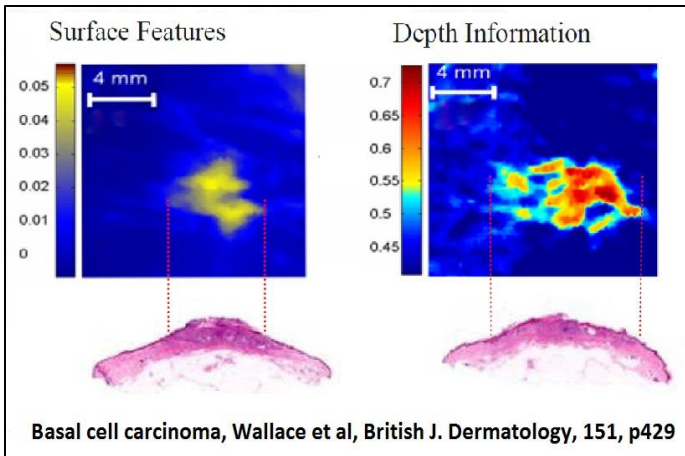 Surface Features
Depth Information
4 mm
0.05
0.04
0.03
0.02
0.01
0
4 mm
0.7
0.65
0.6
0.55
0.5
0.45
Basal cell carcinoma, Wallace et al, British J. Dermatology, 151, p429